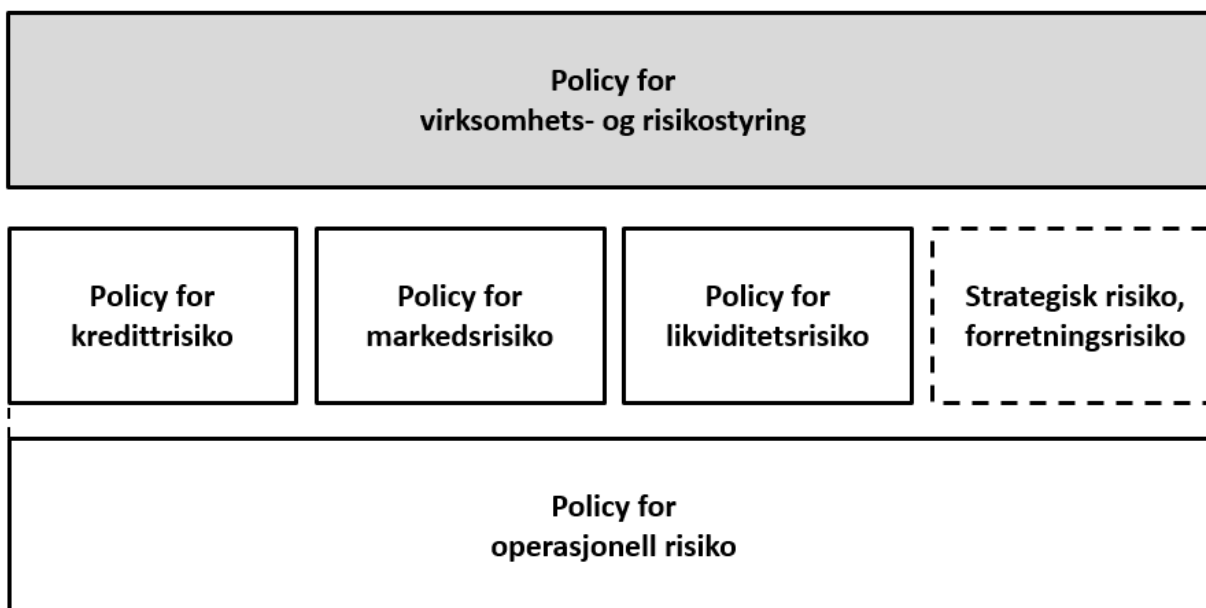 Policy for
virksomhets- og risikostyring
Policy for
kredittrisiko
Policy for
markedsrisiko
Policy for
likviditetsrisiko
Strategisk risiko,
forretningsrisiko
Policy for
operasjonell risiko